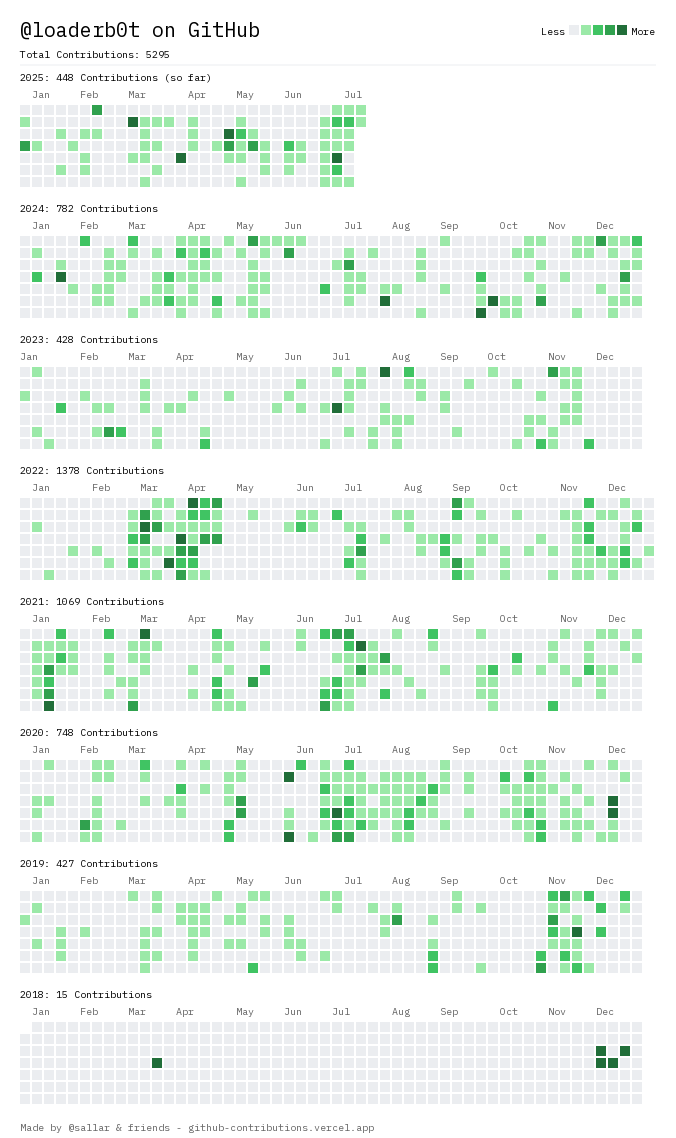 @loaderb0t on GitHub
Less More
Total Contributions: 5295
2025: 448 Contributions (so far)
Jan Feb Mar Apr May Jun Jul
2024: 782 Contributions
Jan Feb Mar Apr May Jun Jul Aug Sep Oct Nov Dec
2023: 428 Contributions
Jan Feb Mar Apr May Jun Jul Aug Sep Oct Nov Dec
2022: 1378 Contributions
Jan Feb Mar Apr May Jun Jul Aug Sep Oct Nov Dec
2021: 1069 Contributions
Jan Feb Mar Apr May Jun Jul Aug Sep Oct Nov Dec
2020: 748 Contributions
Jan Feb Mar Apr May Jun Jul Aug Sep Oct Nov Dec
2019: 427 Contributions
Jan Feb Mar Apr May Jun Jul Aug Sep Oct Nov Dec
2018: 15 Contributions
Jan Feb Mar Apr May Jun Jul Aug Sep Oct Nov Dec
Made by @sallar & friends - github-contributions.vercel.app